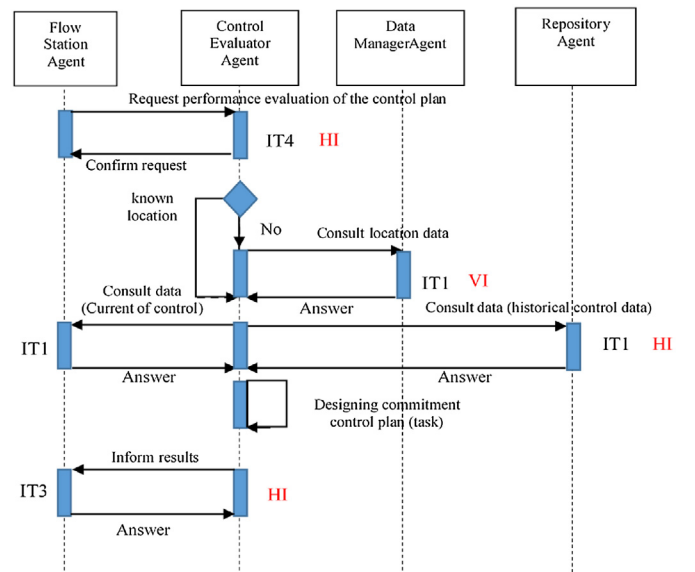 Flow
Station
Agent
Control
Evaluator
Agent
Data
ManagerAgent
Repository
Agent
Request performance evaluation of the control plan
IT4 HI
Confirm request
known
location
No
Consult location data
IT1 VI
Answer
Consult data
(Current of control)
Consult data (historical control data)
IT1
IT1 HI
Answer
Answer
Designing commitment
control plan (task)
Inform results
IT3
HI
Answer